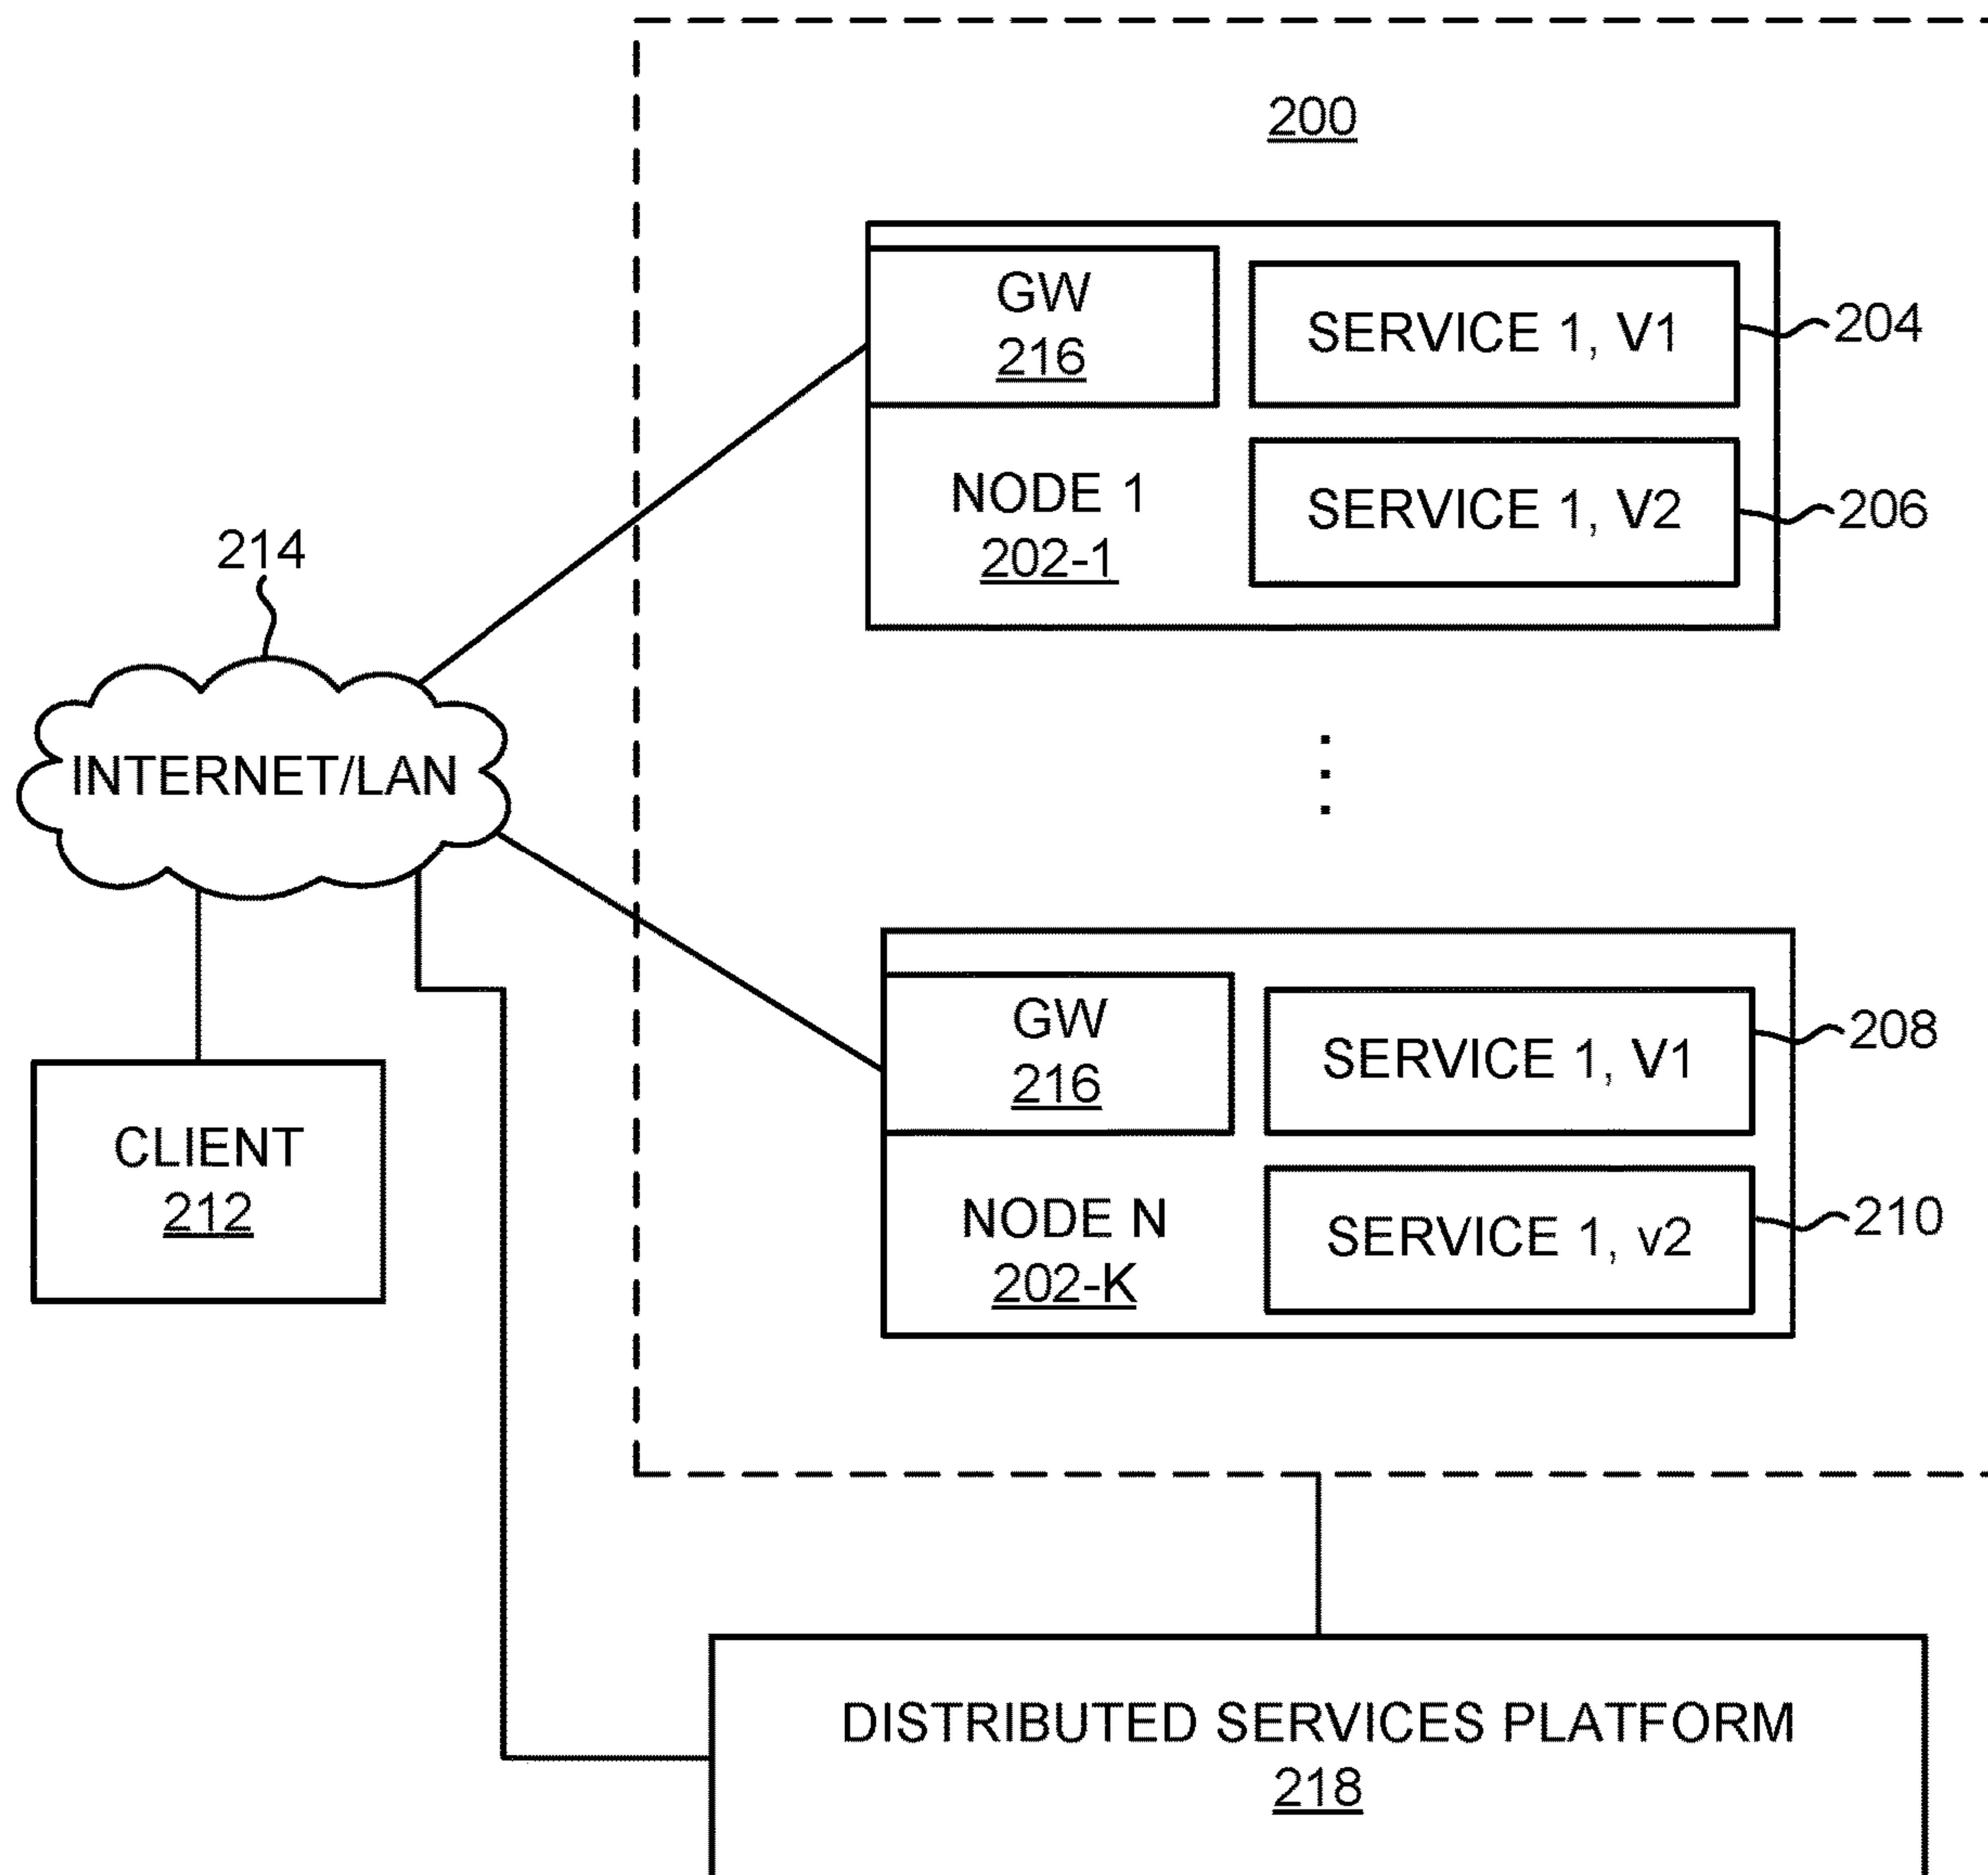 200
GW
216
SERVICE 1, V1
204
NODE 1
202-1
SERVICE 1, V2
206
214
INTERNET/LAN
GW
216
SERVICE 1, V1
208
CLIENT
212
NODE N
202-K
SERVICE 1, v2
210
DISTRIBUTED SERVICES PLATFORM
218